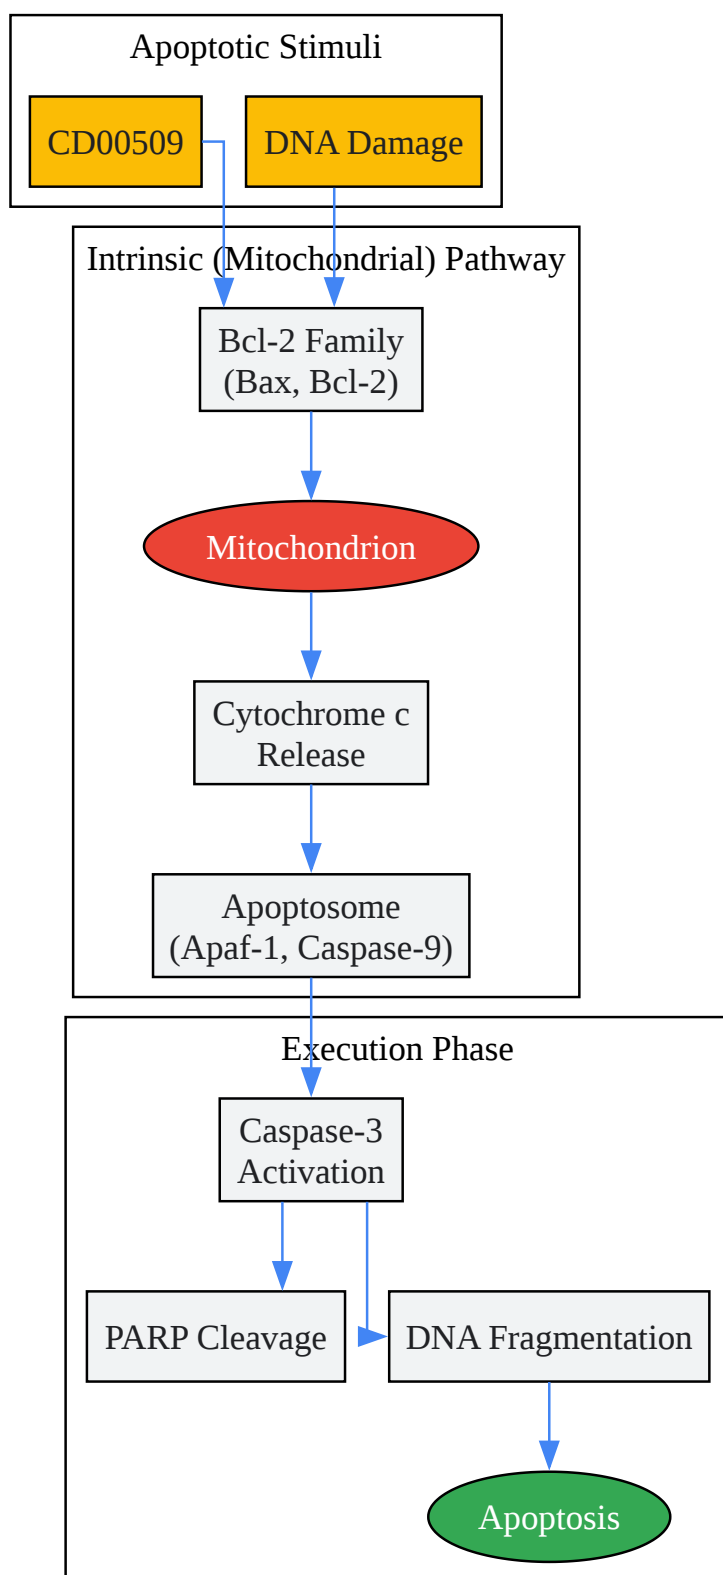 Apoptotic Stimuli
CD00509
DNA Damage
Intrinsic (Mitochondrial) Pathway
Bcl-2 Family
(Bax, Bcl-2)
Mitochondrion
Cytochrome c
Release
Apoptosome
(Apaf-1, Caspase-9)
Execution Phase
Caspase-3
Activation
PARP Cleavage
DNA Fragmentation
Apoptosis